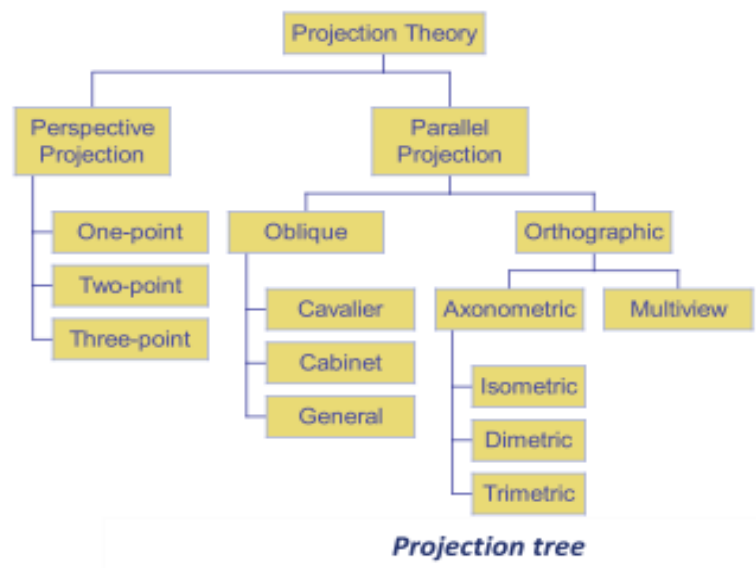 Projection Theory
Perspective
Projection
One-point
Two-point
Three-point
Parallel
Projection
Oblique
Cavalier
Cabinet
General
Orthographic
Axonometric
Isometric
Dimetric
Trimetric
Multiview
Projection tree